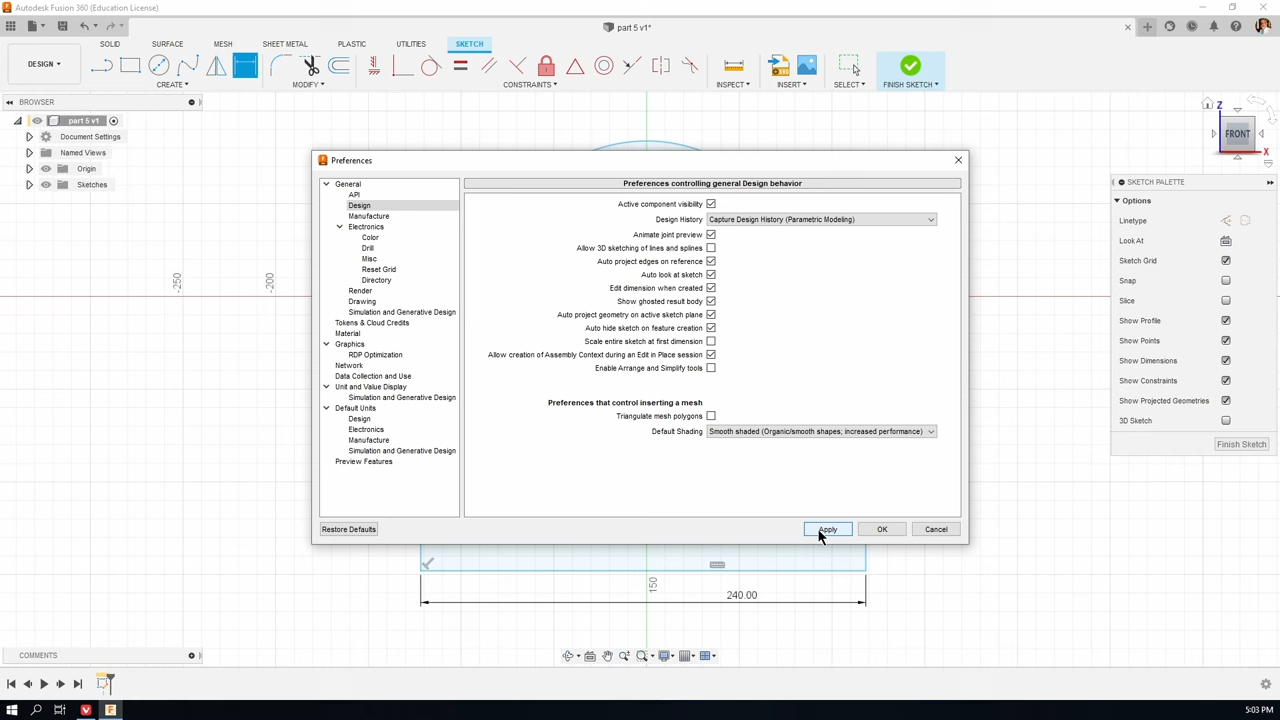 Autodesk Fusion 360 (Education License)
part 5 v1*
DESIGN
SOLID SURFACE MESH SHEET METAL PLASTIC UTILITIES SKETCH
CREATE MODIFY CONSTRAINTS INSPECT INSERT SELECT FINISH SKETCH
BROWSER
part 5 v1
Document Settings
Named Views
Origin
Sketches
-250
-200
Z
FRONT
X
Preferences
General
API
Design
Manufacture
Electronics
Color
Drill
Misc
Reset Grid
Directory
Render
Drawing
Simulation and Generative Design
Tokens & Cloud Credits
Material
Graphics
RDP Optimization
Network
Data Collection and Use
Unit and Value Display
Simulation and Generative Design
Default Units
Design
Electronics
Manufacture
Simulation and Generative Design
Preview Features
Preferences controlling general Design behavior
Active component visibility
Design History Capture Design History (Parametric Modeling)
Animate joint preview
Allow 3D sketching of lines and splines
Auto project edges on reference
Auto look at sketch
Edit dimension when created
Show ghosted result body
Auto project geometry on active sketch plane
Auto hide sketch on feature creation
Scale entire sketch at first dimension
Allow creation of Assembly Context during an Edit in Place session
Enable Arrange and Simplify tools
Preferences that control inserting a mesh
Triangulate mesh polygons
Default Shading Smooth shaded (Organic/smooth shapes; increased performance)
Restore Defaults Apply OK Cancel
SKETCH PALETTE
Options
Linetype
Look At
Sketch Grid
Snap
Slice
Show Profile
Show Points
Show Dimensions
Show Constraints
Show Projected Geometries
3D Sketch
Finish Sketch
150
240.00
COMMENTS
5:03 PM